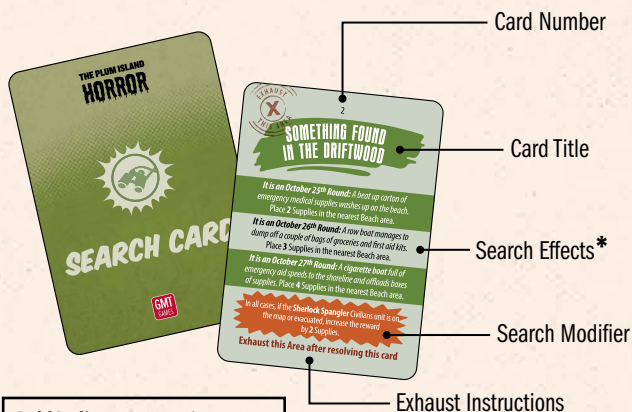 Card Number
THE PLUM ISLAND
HORROR
SEARCH CARD
GMT
GAMES
EXHAUST
X
THIS AREA
2
SOMETHING FOUND
IN THE DRIFTWOOD
Card Title
It is an October 25th Round: A beat up carton of
emergency medical supplies washes up on the beach.
Place 2 Supplies in the nearest Beach area.
It is an October 26th Round: A row boat manages to
dump off a couple of bags of groceries and first aid kits.
Place 3 Supplies in the nearest Beach area.
It is an October 27th Round: A cigarette boat full of
emergency aid speeds to the shoreline and offloads boxes
of supplies. Place 4 Supplies in the nearest Beach area.
Search Effects*
In all cases, if the Sherlock Spangler Civilians unit is on
the map or evacuated, increase the reward
by 2 Supplies.
Search Modifier
Exhaust this Area after resolving this card
Exhaust Instructions